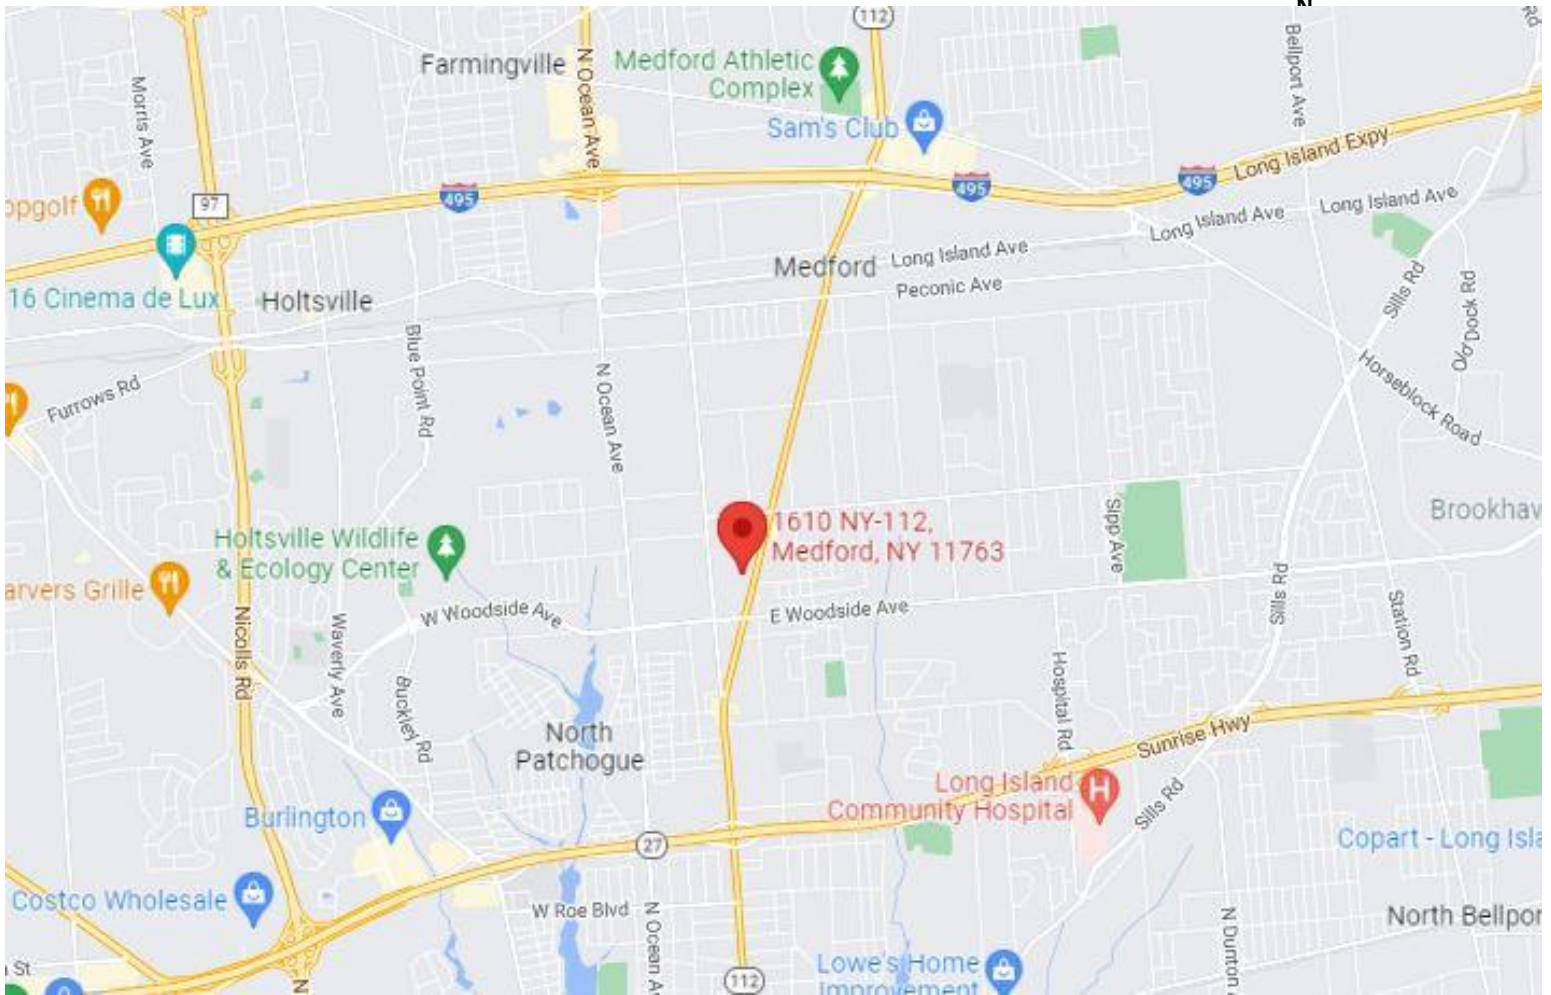 112
Farmingville
Medford Athletic
Complex
Sam's Club
N Ocean Ave
Morris Ave
Bellport Ave
Rd
Long Island Expy
495
495
495
97
opgolf
16 Cinema de Lux
Holtsville
Medford
Long Island Ave
Long Island Ave
Long Island Ave
Peconic Ave
Sills Rd
Old Dock Rd
Horseblock Road
Furrows Rd
Blue Point Rd
N Ocean Ave
1610 NY-112,
Medford, NY 11763
Holtsville Wildlife
& Ecology Center
arvers Grille
Sipp Ave
Brookhav
Sills Rd
Station Rd
W Woodside Ave
E Woodside Ave
Nicolls Rd
Waverly Ave
Buckley Rd
Hospital Rd
North
Patchogue
Sunrise Hwy
Long Island
Community Hospital
Sills Rd
Burlington
27
Copart - Long Isla
Costco Wholesale
W Roe Blvd
N Ocean A
North Bellpor
N Dunton
Lowe's Home
Improvement
112
St
N